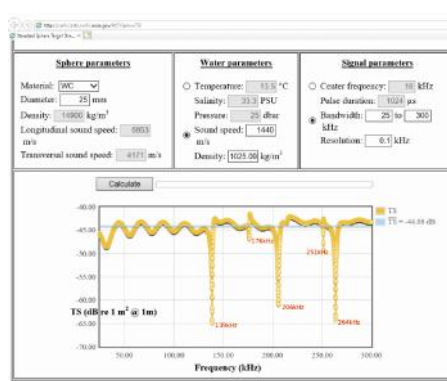 Standard Sphere Target Stre...
Sphere parameters
Material: WC
Diameter: 25 mm
Density: 14900 kg/m³
Longitudinal sound speed: 6853
m/s
Transversal sound speed: 4171 m/s
Water parameters
Temperature: 13.5 °C
Salinity: 33.3 PSU
Pressure: 25 dbar
Sound speed: 1440
m/s
Density: 1025.00 kg/m³
Signal parameters
Center frequency: 18 kHz
Pulse duration: 1024 μs
Bandwidth: 25 to 300
kHz
Resolution: 0.1 kHz
Calculate
-40.00
-45.00
-50.00
-55.00
-60.00
-65.00
-70.00
TS (dB re 1 m² @ 1m)
139kHz
176kHz
206kHz
251kHz
264kHz
TS
50.00 100.00 150.00 200.00 250.00 300.00
Frequency (kHz)